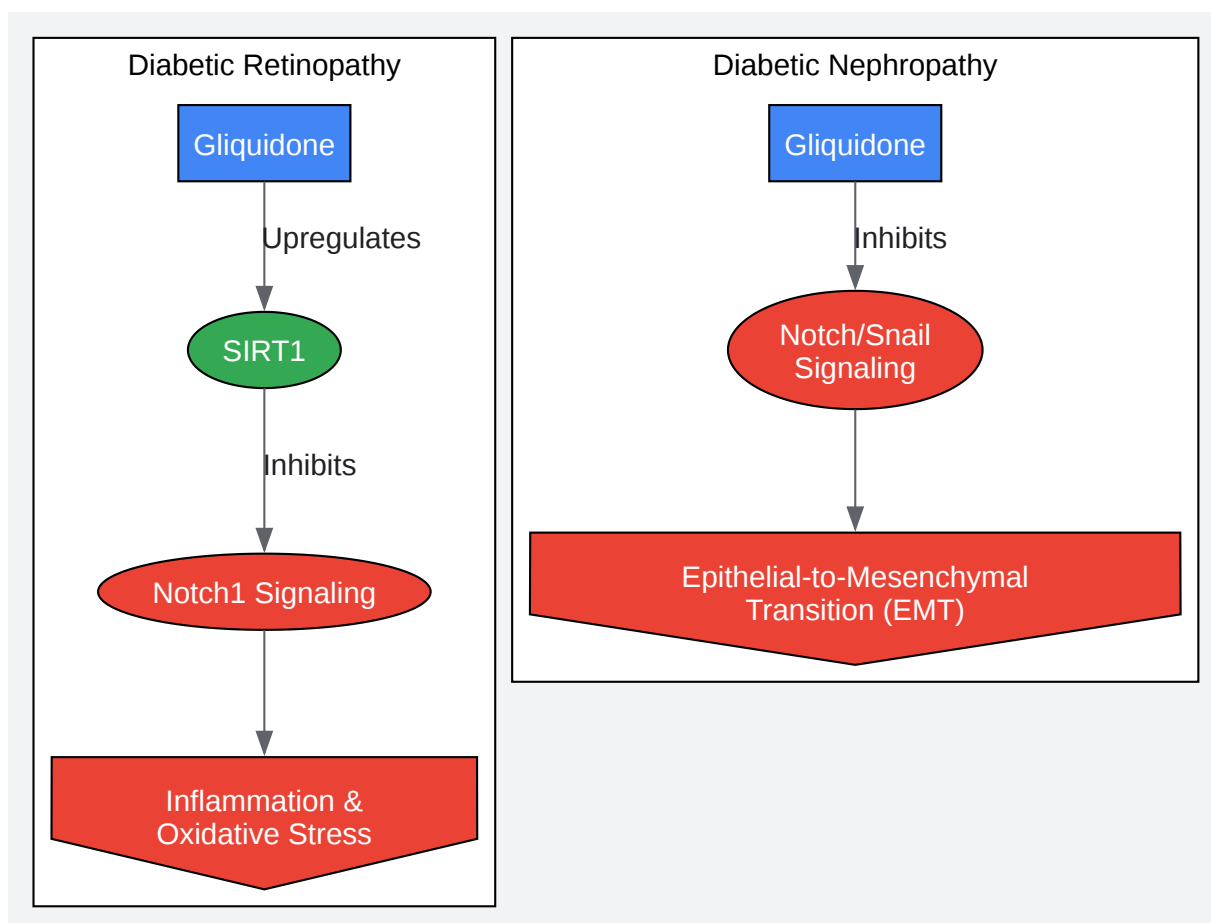 Diabetic Retinopathy
Gliquidone
Upregulates
SIRT1
Inhibits
Notch1 Signaling
Inflammation &
Oxidative Stress
Diabetic Nephropathy
Gliquidone
Inhibits
Notch/Snail
Signaling
Epithelial-to-Mesenchymal
Transition (EMT)